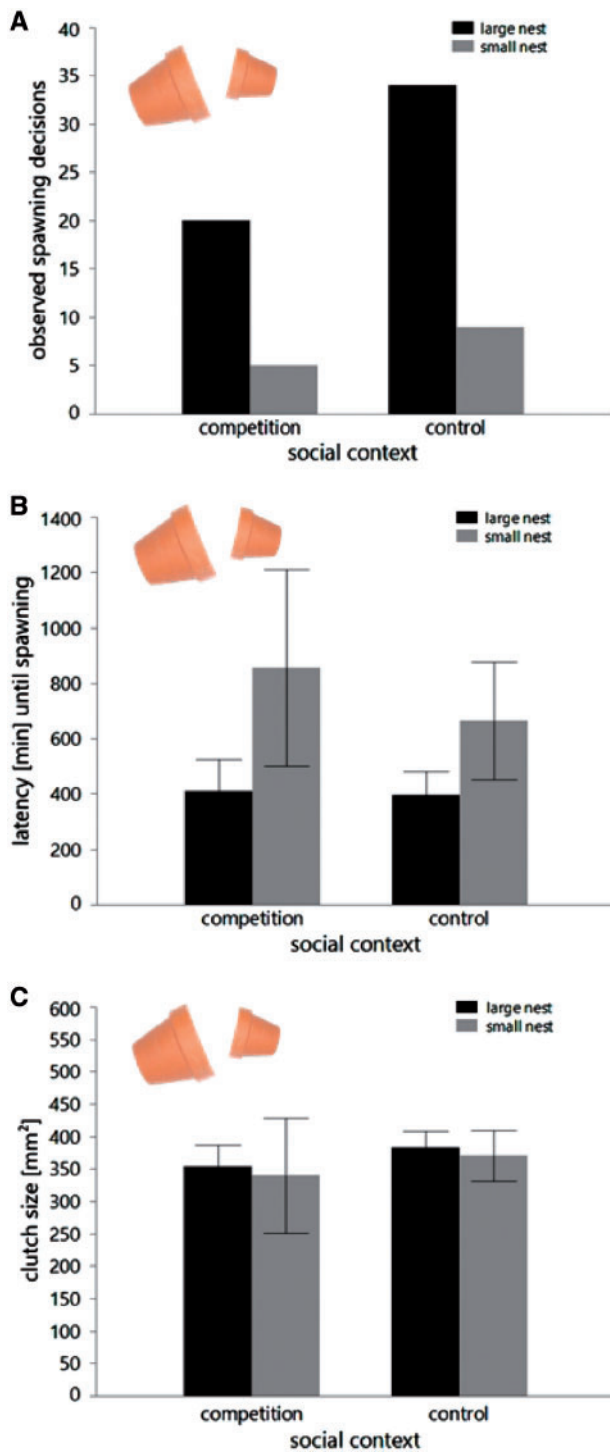 A
observed spawning decisions
40
35
30
25
20
15
10
5
0
large nest
small nest
competition
control
social context
B
latency [min] until spawning
1400
1200
1000
800
600
400
200
0
large nest
small nest
competition
control
social context
C
clutch size [mm²]
600
550
500
450
400
350
300
250
200
150
100
50
0
large nest
small nest
competition
control
social context